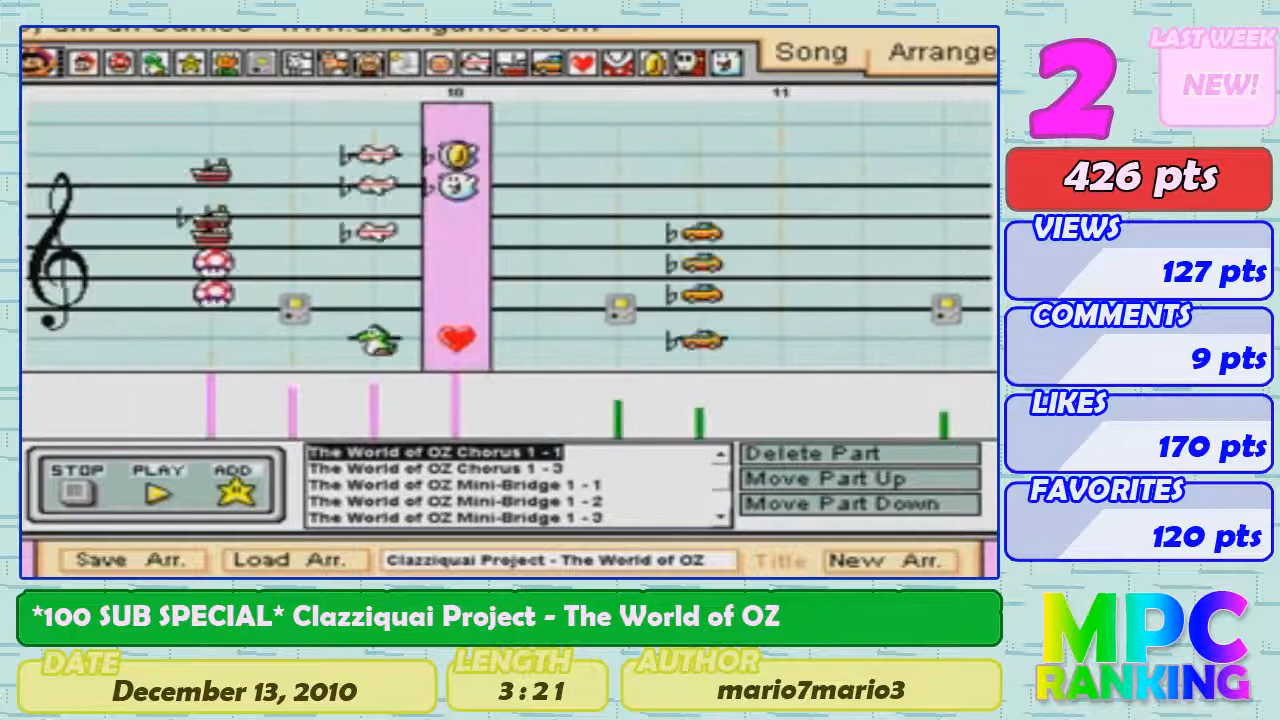 Song Arrange
10 11
STOP PLAY ADD
The World of OZ Chorus 1 - 1
The World of OZ Chorus 1 - 3
The World of OZ Mini-Bridge 1 - 1
The World of OZ Mini-Bridge 1 - 2
The World of OZ Mini-Bridge 1 - 3
Delete Part
Move Part Up
Move Part Down
Save Arr. Load Arr. Clazziquai Project - The World of OZ Title New Arr.
*100 SUB SPECIAL* Clazziquai Project - The World of OZ
DATE
December 13, 2010
LENGTH
3:21
AUTHOR
mario7mario3
2
LAST WEEK
NEW!
426 pts
VIEWS
127 pts
COMMENTS
9 pts
LIKES
170 pts
FAVORITES
120 pts
MPC
RANKING